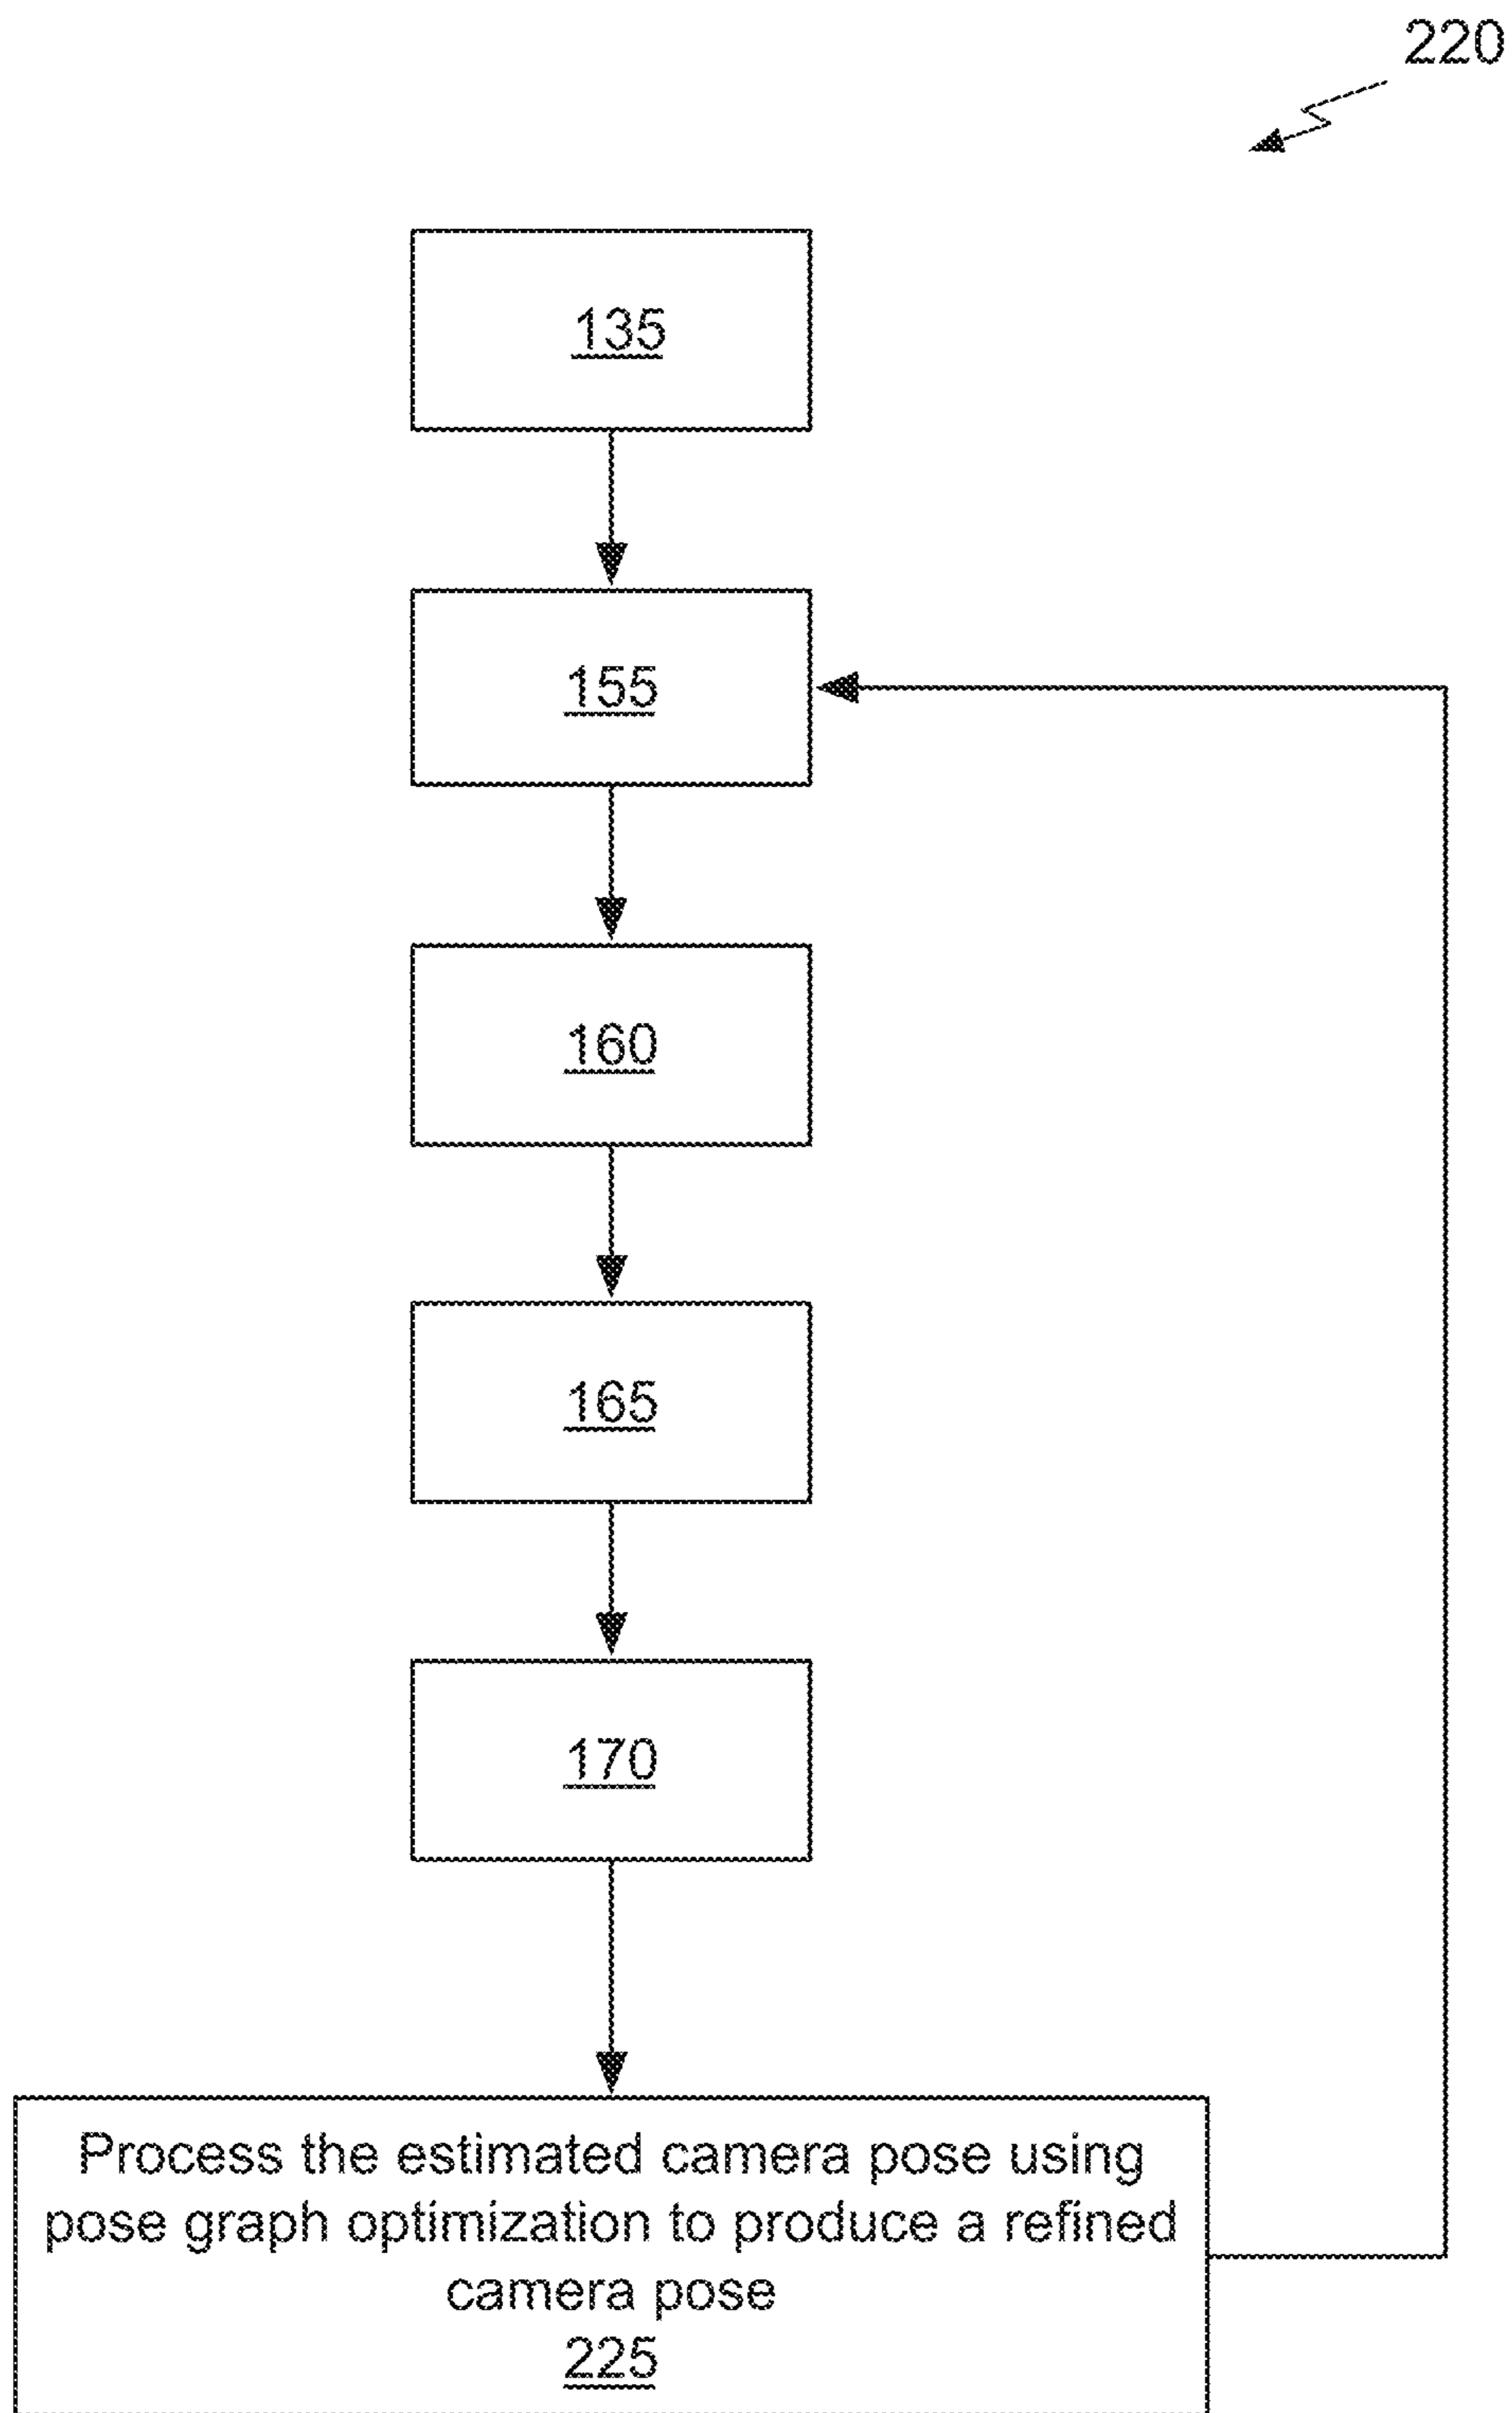 220
135
155
160
165
170
Process the estimated camera pose using
pose graph optimization to produce a refined
camera pose
225